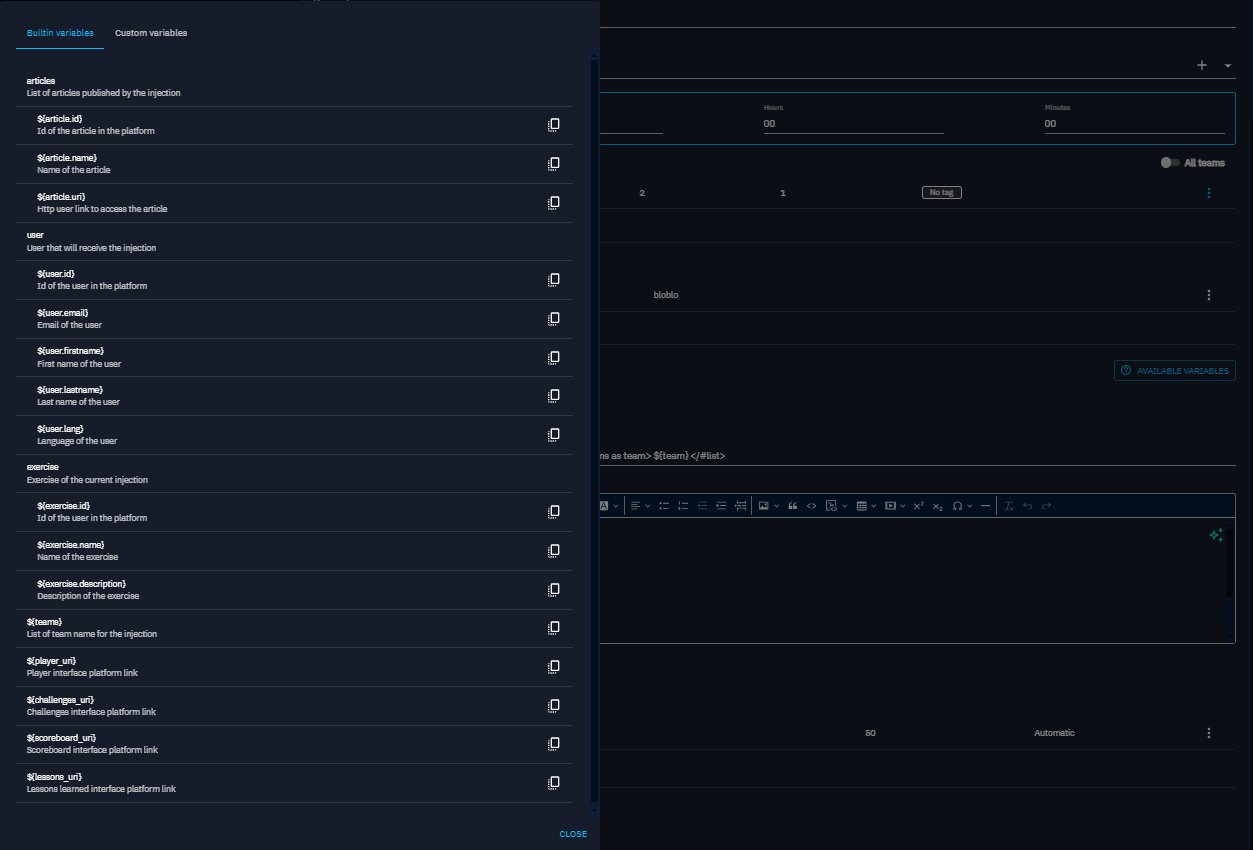 Builtin variables
Custom variables
articles
List of articles published by the injection
${article.id}
Id of the article in the platform
${article.name}
Name of the article
${article.uri}
Http user link to access the article
user
User that will receive the injection
${user.id}
Id of the user in the platform
${user.email}
Email of the user
${user.firstname}
First name of the user
${user.lastname}
Last name of the user
${user.lang}
Language of the user
exercise
Exercise of the current injection
${exercise.id}
Id of the user in the platform
${exercise.name}
Name of the exercise
${exercise.description}
Description of the exercise
${teams}
List of team name for the injection
${player_uri}
Player interface platform link
${challenges_uri}
Challenges interface platform link
${scoreboard_uri}
Scoreboard interface platform link
${lessons_uri}
Lessons learned interface platform link
CLOSE
Hours
00
Minutes
00
All teams
2 1 No tag
bloblo
AVAILABLE VARIABLES
as team> ${team} </#list>
50 Automatic